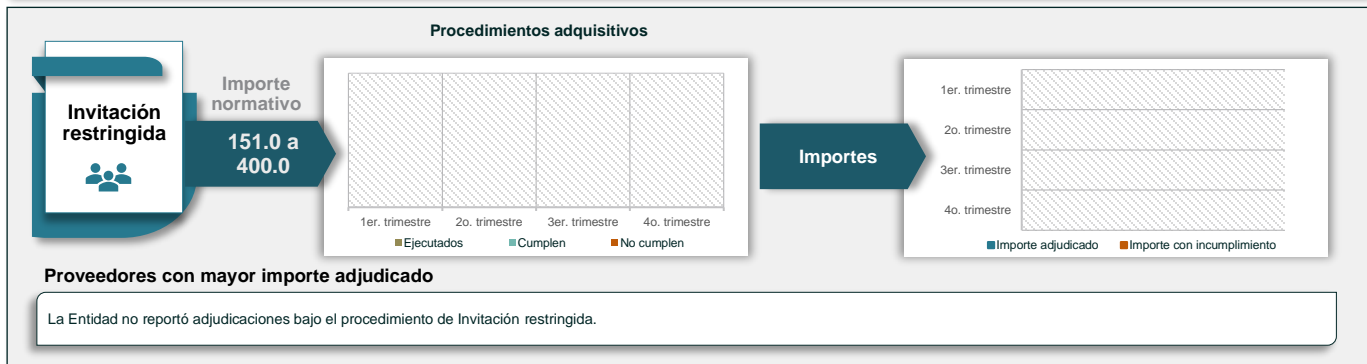 Procedimientos adquisitivos
Invitación
restringida
Importe
normativo
151.0 a
400.0
1er. trimestre
2o. trimestre
3er. trimestre
4o. trimestre
Ejecutados
Cumplen
No cumplen
Importes
1er. trimestre
2o. trimestre
3er. trimestre
4o. trimestre
Importe adjudicado
Importe con incumplimiento
Proveedores con mayor importe adjudicado
La Entidad no reportó adjudicaciones bajo el procedimiento de Invitación restringida.